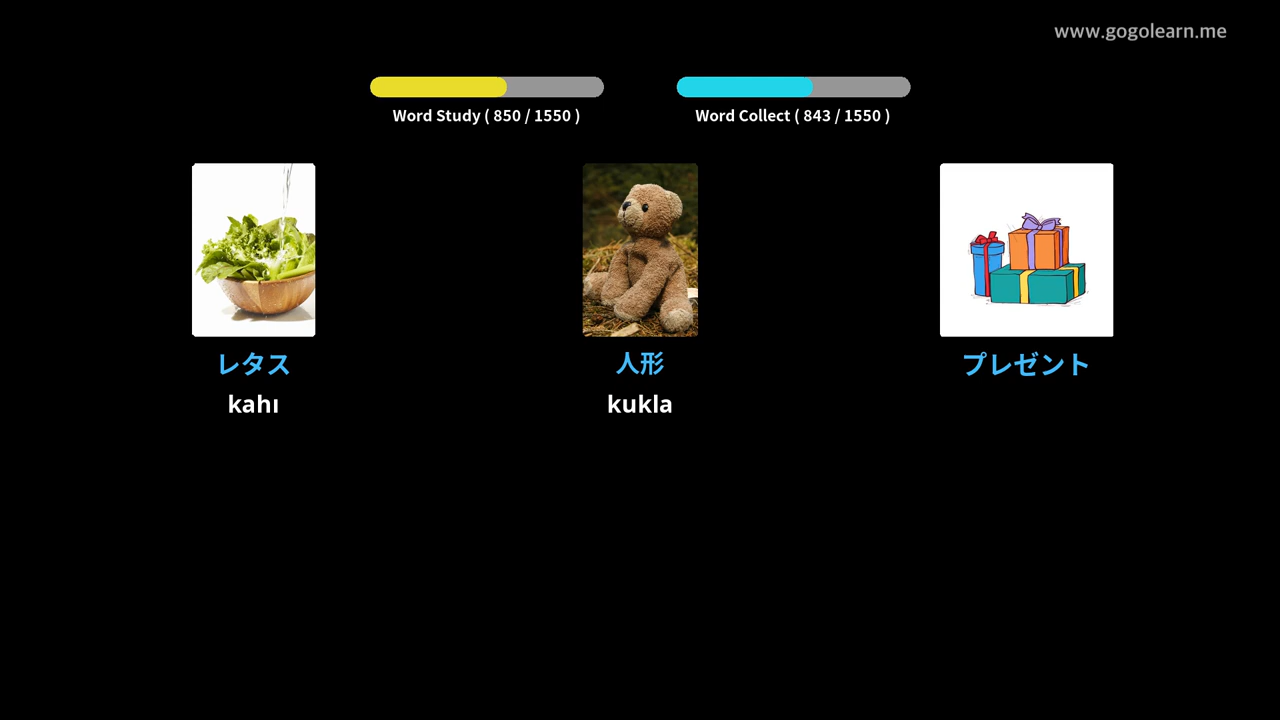 www.gogolearn.me
Word Study ( 850 / 1550 )
Word Collect ( 843 / 1550 )
レタス
人形
プレゼント
kahı
kukla